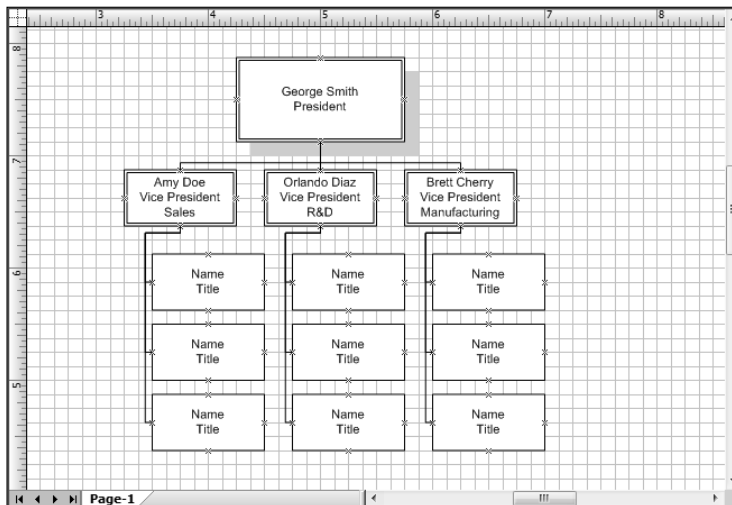 3 4 5 6 7 8
8
George Smith
President
7
Amy Doe
Vice President
Sales
Orlando Diaz
Vice President
R&D
Brett Cherry
Vice President
Manufacturing
6
Name
Title
Name
Title
Name
Title
Name
Title
Name
Title
Name
Title
5
Name
Title
Name
Title
Name
Title
Page-1